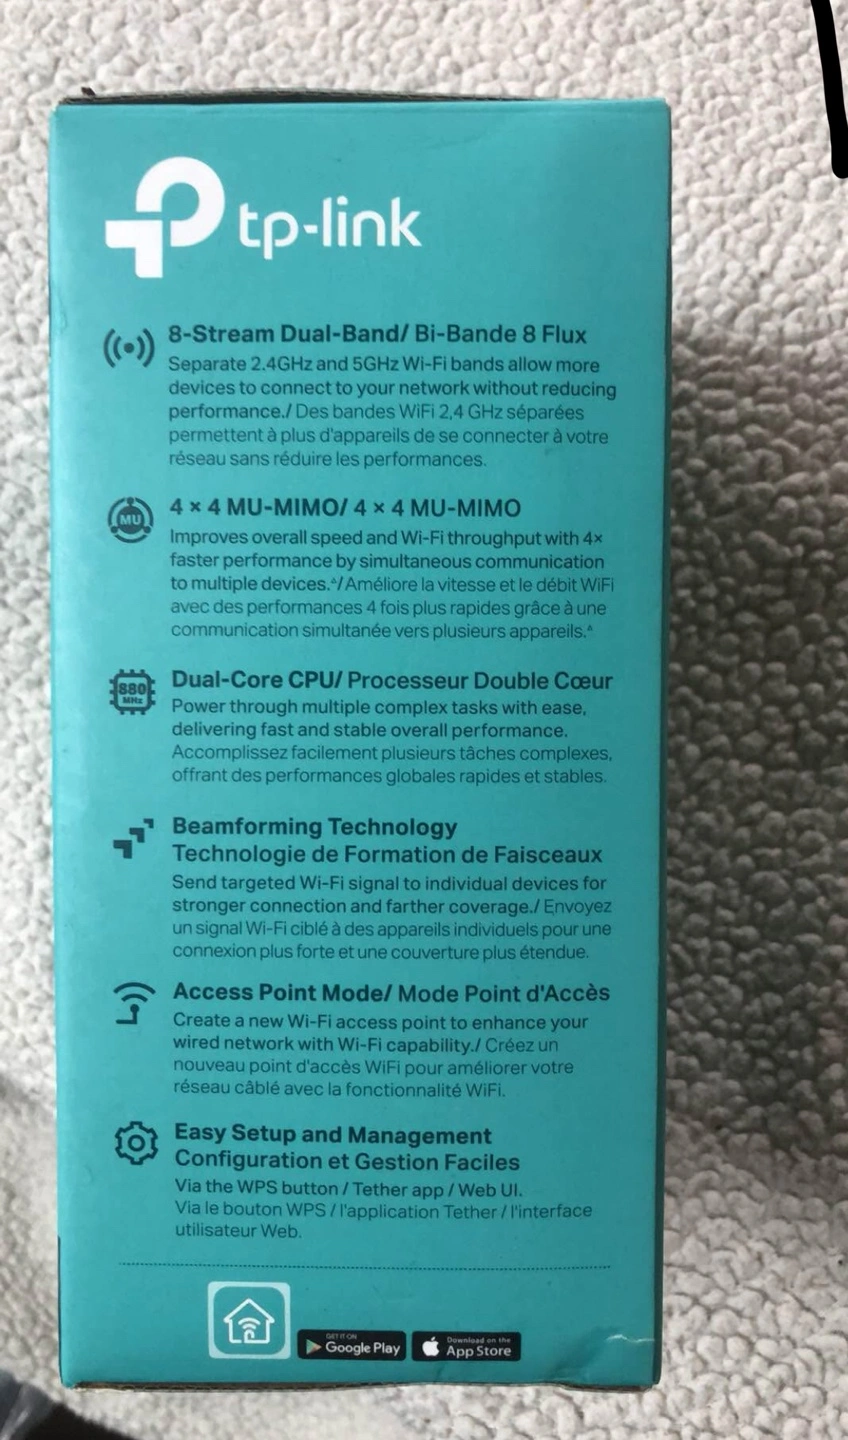 tp-link
8-Stream Dual-Band/ Bi-Bande 8 Flux
Separate 2.4GHz and 5GHz Wi-Fi bands allow more
devices to connect to your network without reducing
performance./ Des bandes WiFi 2,4 GHz séparées
permettent à plus d'appareils de se connecter à votre
réseau sans réduire les performances.
MU
4 × 4 MU-MIMO/ 4 × 4 MU-MIMO
Improves overall speed and Wi-Fi throughput with 4×
faster performance by simultaneous communication
to multiple devices.^/ Améliore la vitesse et le débit WiFi
avec des performances 4 fois plus rapides grâce à une
communication simultanée vers plusieurs appareils.^
880
MHz
Dual-Core CPU/ Processeur Double Cœur
Power through multiple complex tasks with ease,
delivering fast and stable overall performance.
Accomplissez facilement plusieurs tâches complexes,
offrant des performances globales rapides et stables.
Beamforming Technology
Technologie de Formation de Faisceaux
Send targeted Wi-Fi signal to individual devices for
stronger connection and farther coverage./ Envoyez
un signal Wi-Fi ciblé à des appareils individuels pour une
connexion plus forte et une couverture plus étendue.
Access Point Mode/ Mode Point d'Accès
Create a new Wi-Fi access point to enhance your
wired network with Wi-Fi capability./ Créez un
nouveau point d'accès WiFi pour améliorer votre
réseau câblé avec la fonctionnalité WiFi.
Easy Setup and Management
Configuration et Gestion Faciles
Via the WPS button / Tether app / Web UI.
Via le bouton WPS / l'application Tether / l'interface
utilisateur Web.
GET IT ON
Google Play
Download on the
App Store